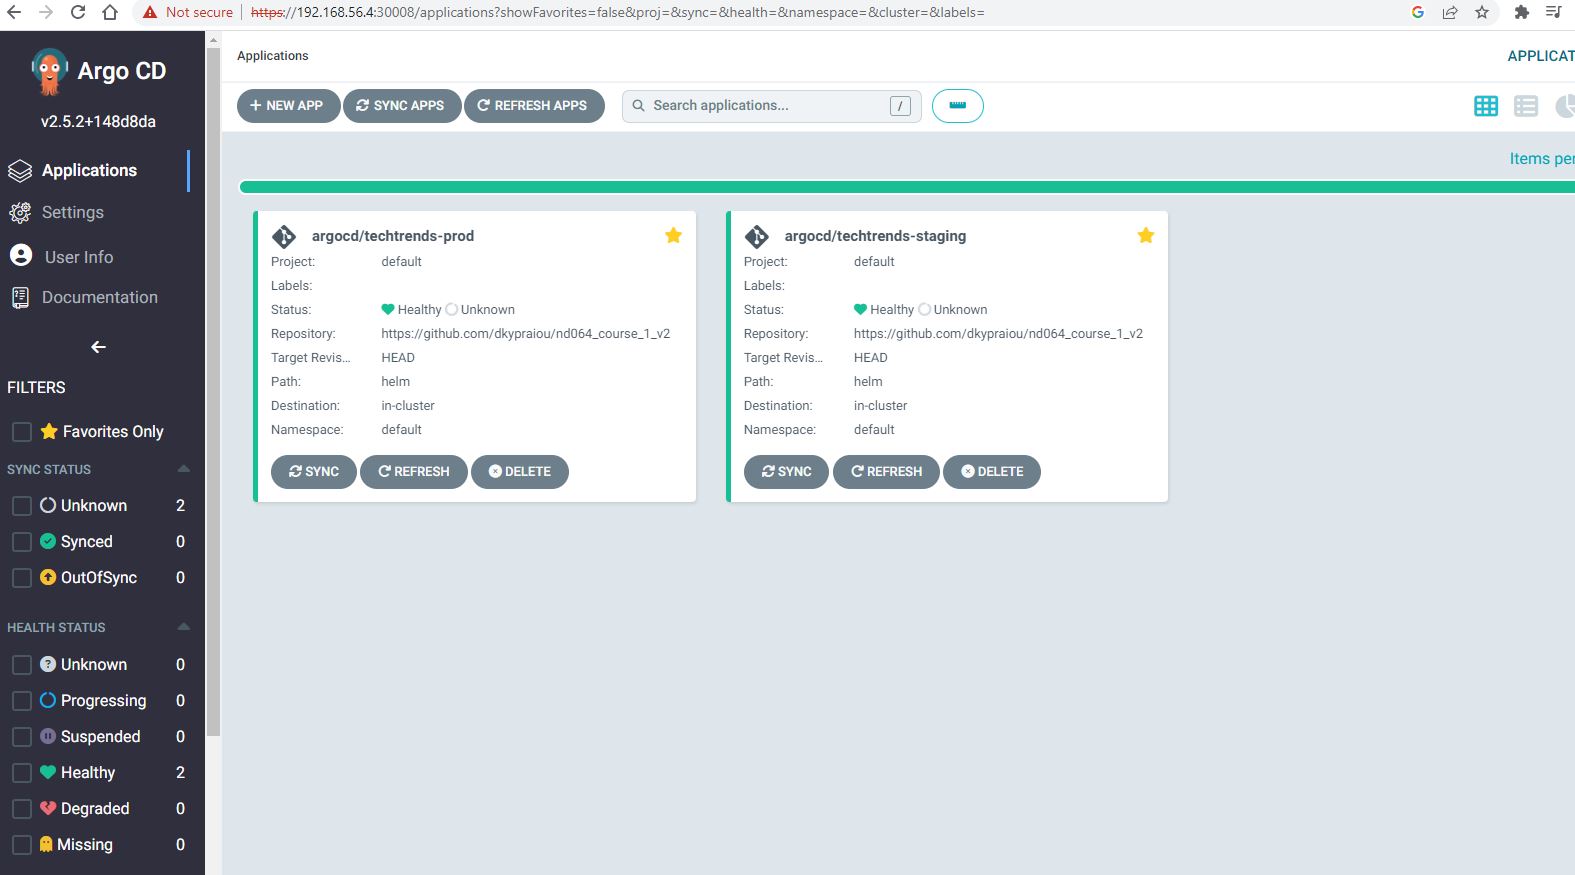 Not secure | https://192.168.56.4:30008/applications?showFavorites=false&proj=&sync=&health=&namespace=&cluster=&labels=
Argo CD
v2.5.2+148d8da
Applications
Settings
User Info
Documentation
FILTERS
Favorites Only
SYNC STATUS
Unknown 2
Synced 0
OutOfSync 0
HEALTH STATUS
Unknown 0
Progressing 0
Suspended 0
Healthy 2
Degraded 0
Missing 0
Applications
APPLICAT
NEW APP SYNC APPS REFRESH APPS Search applications... /
Items per
argocd/techtrends-prod
Project: default
Labels:
Status: Healthy Unknown
Repository: https://github.com/dkypraiou/nd064_course_1_v2
Target Revis... HEAD
Path: helm
Destination: in-cluster
Namespace: default
SYNC REFRESH DELETE
argocd/techtrends-staging
Project: default
Labels:
Status: Healthy Unknown
Repository: https://github.com/dkypraiou/nd064_course_1_v2
Target Revis... HEAD
Path: helm
Destination: in-cluster
Namespace: default
SYNC REFRESH DELETE